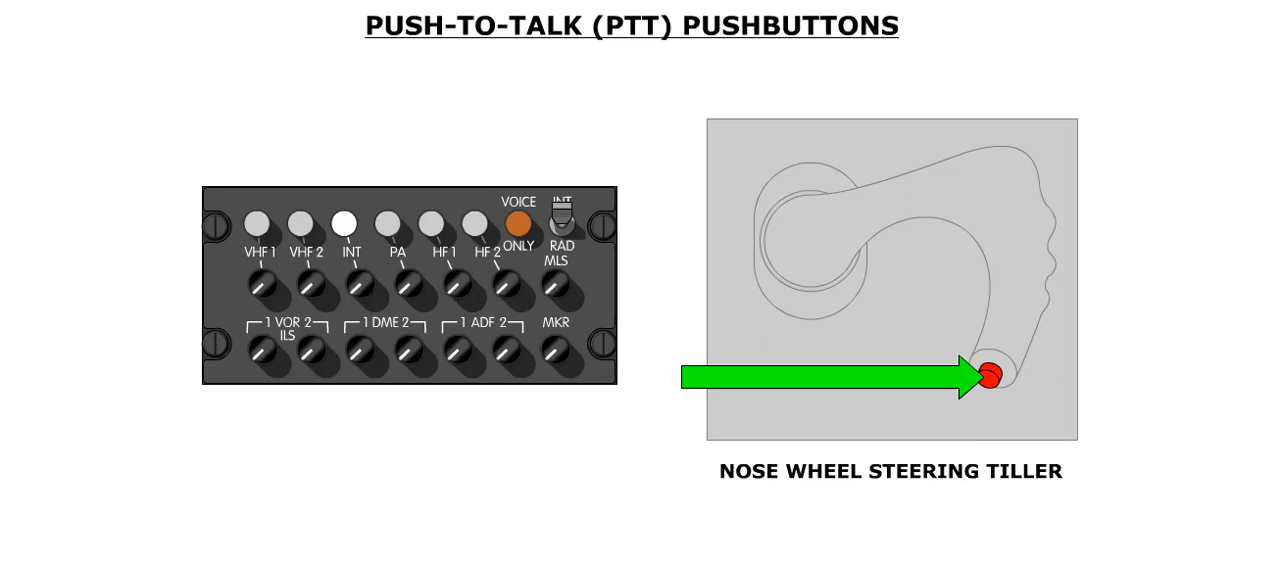 PUSH-TO-TALK (PTT) PUSHBUTTONS
VOICE INT
VHF 1 VHF 2 INT PA HF 1 HF 2 ONLY RAD
MLS
1 VOR 2 1 DME 2 1 ADF 2 MKR
ILS
NOSE WHEEL STEERING TILLER